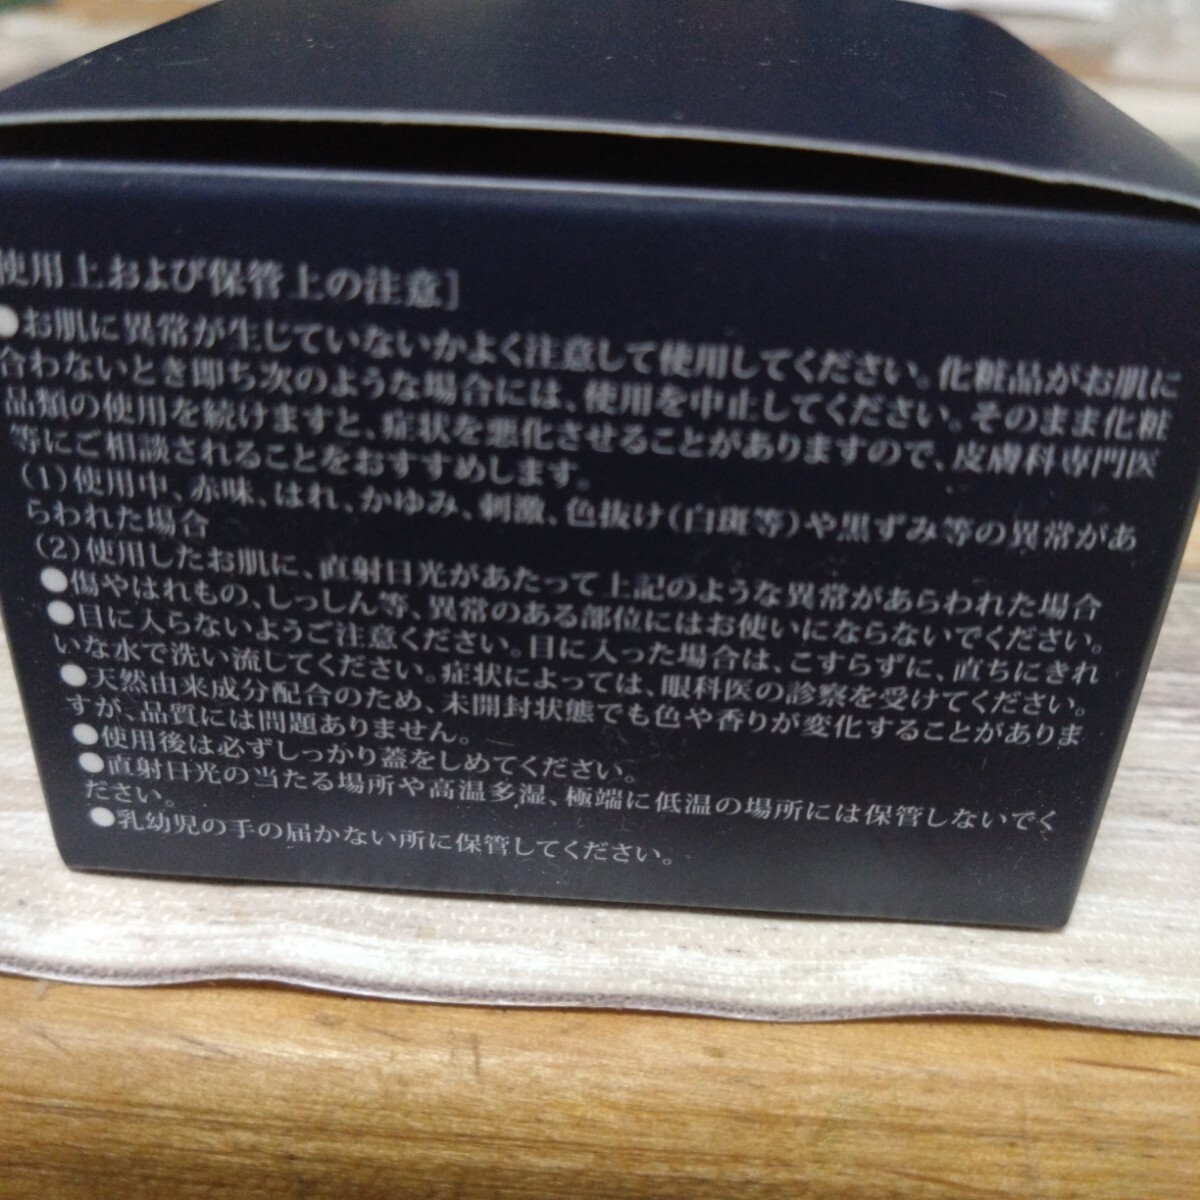 使用上および保管上の注意]
●お肌に異常が生じていないかよく注意して使用してください。化粧品がお肌に
合わないとき即ち次のような場合には、使用を中止してください。そのまま化粧
品類の使用を続けますと、症状を悪化させることがありますので、皮膚科専門医
等にご相談されることをおすすめします。
(1)使用中、赤味、はれ、かゆみ、刺激、色抜け(白斑等)や黒ずみ等の異常があ
らわれた場合
(2)使用したお肌に、直射日光があたって上記のような異常があらわれた場合
●傷やはれもの、しっしん等、異常のある部位にはお使いにならないでください。
●目に入らないようご注意ください。目に入った場合は、こすらずに、直ちにきれ
いな水で洗い流してください。症状によっては、眼科医の診察を受けてください。
●天然由来成分配合のため、未開封状態でも色や香りが変化することがありま
すが、品質には問題ありません。
●使用後は必ずしっかり蓋をしめてください。
●直射日光の当たる場所や高温多湿、極端に低温の場所には保管しないでく
ださい。
●乳幼児の手の届かない所に保管してください。